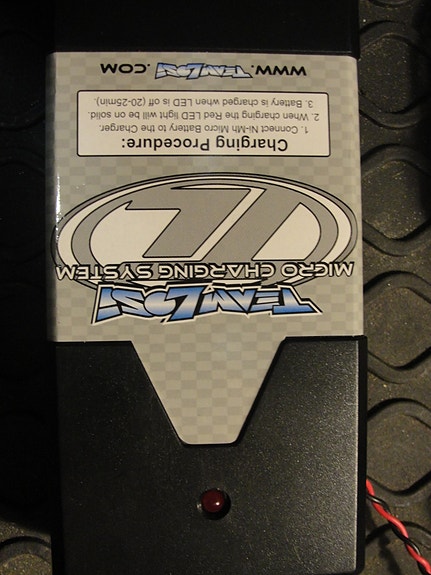 TEAM LOSI
MICRO CHARGING SYSTEM
Charging Procedure:
1. Connect Ni-Mh Micro Battery to the Charger.
2. When charging the Red LED light will be on solid.
3. Battery is charged when LED is off (20-25min).
WWW.TEAMLOSI.COM